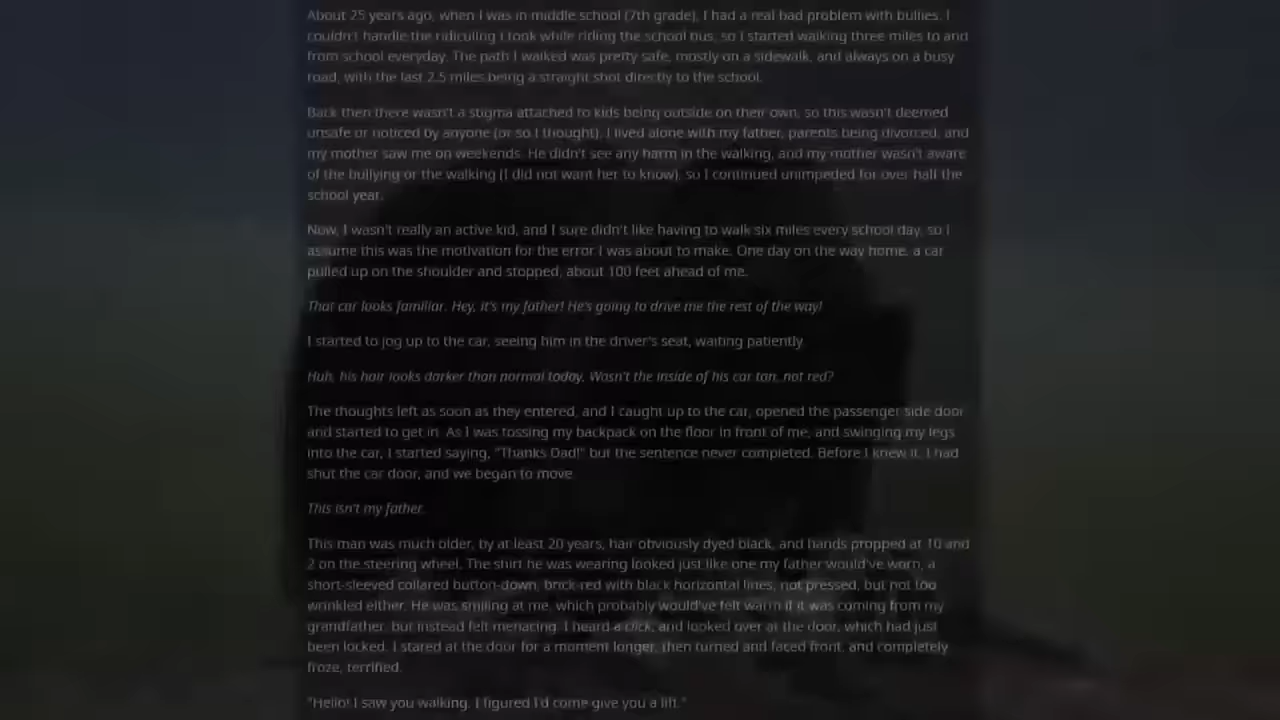 About 25 years ago, when I was in middle school (7th grade), I had a real bad problem with bullies. I
couldn't handle the ridiculing I took while riding the school bus, so I started walking three miles to and
from school everyday. The path I walked was pretty safe, mostly on a sidewalk, and always on a busy
road, with the last 2.5 miles being a straight shot directly to the school.
Back then there wasn't a stigma attached to kids being outside on their own, so this wasn't deemed
unsafe or noticed by anyone (or so I thought). I lived alone with my father, parents being divorced, and
my mother saw me on weekends. He didn't see any harm in the walking, and my mother wasn't aware
of the bullying or the walking (I did not want her to know), so I continued unimpeded for over half the
school year.
Now, I wasn't really an active kid, and I sure didn't like having to walk six miles every school day, so I
assume this was the motivation for the error I was about to make. One day on the way home, a car
pulled up on the shoulder and stopped, about 100 feet ahead of me.
That car looks familiar. Hey, it's my father! He's going to drive me the rest of the way!
I started to jog up to the car, seeing him in the driver's seat, waiting patiently.
Huh, his hair looks darker than normal today. Wasn't the inside of his car tan, not red?
The thoughts left as soon as they entered, and I caught up to the car, opened the passenger side door
and started to get in. As I was tossing my backpack on the floor in front of me, and swinging my legs
into the car, I started saying, "Thanks Dad!" but the sentence never completed. Before I knew it, I had
shut the car door, and we began to move.
This isn't my father.
This man was much older, by at least 20 years, hair obviously dyed black, and hands propped at 10 and
2 on the steering wheel. The shirt he was wearing looked just like one my father would've worn, a
short-sleeved collared button-down, brick-red with black horizontal lines, not pressed, but not too
wrinkled either. He was smiling at me, which probably would've felt warm if it was coming from my
grandfather, but instead felt menacing. I heard a click, and looked over at the door, which had just
been locked. I stared at the door for a moment longer, then turned and faced front, and completely
froze, terrified.
"Hello! I saw you walking. I figured I'd come give you a lift."